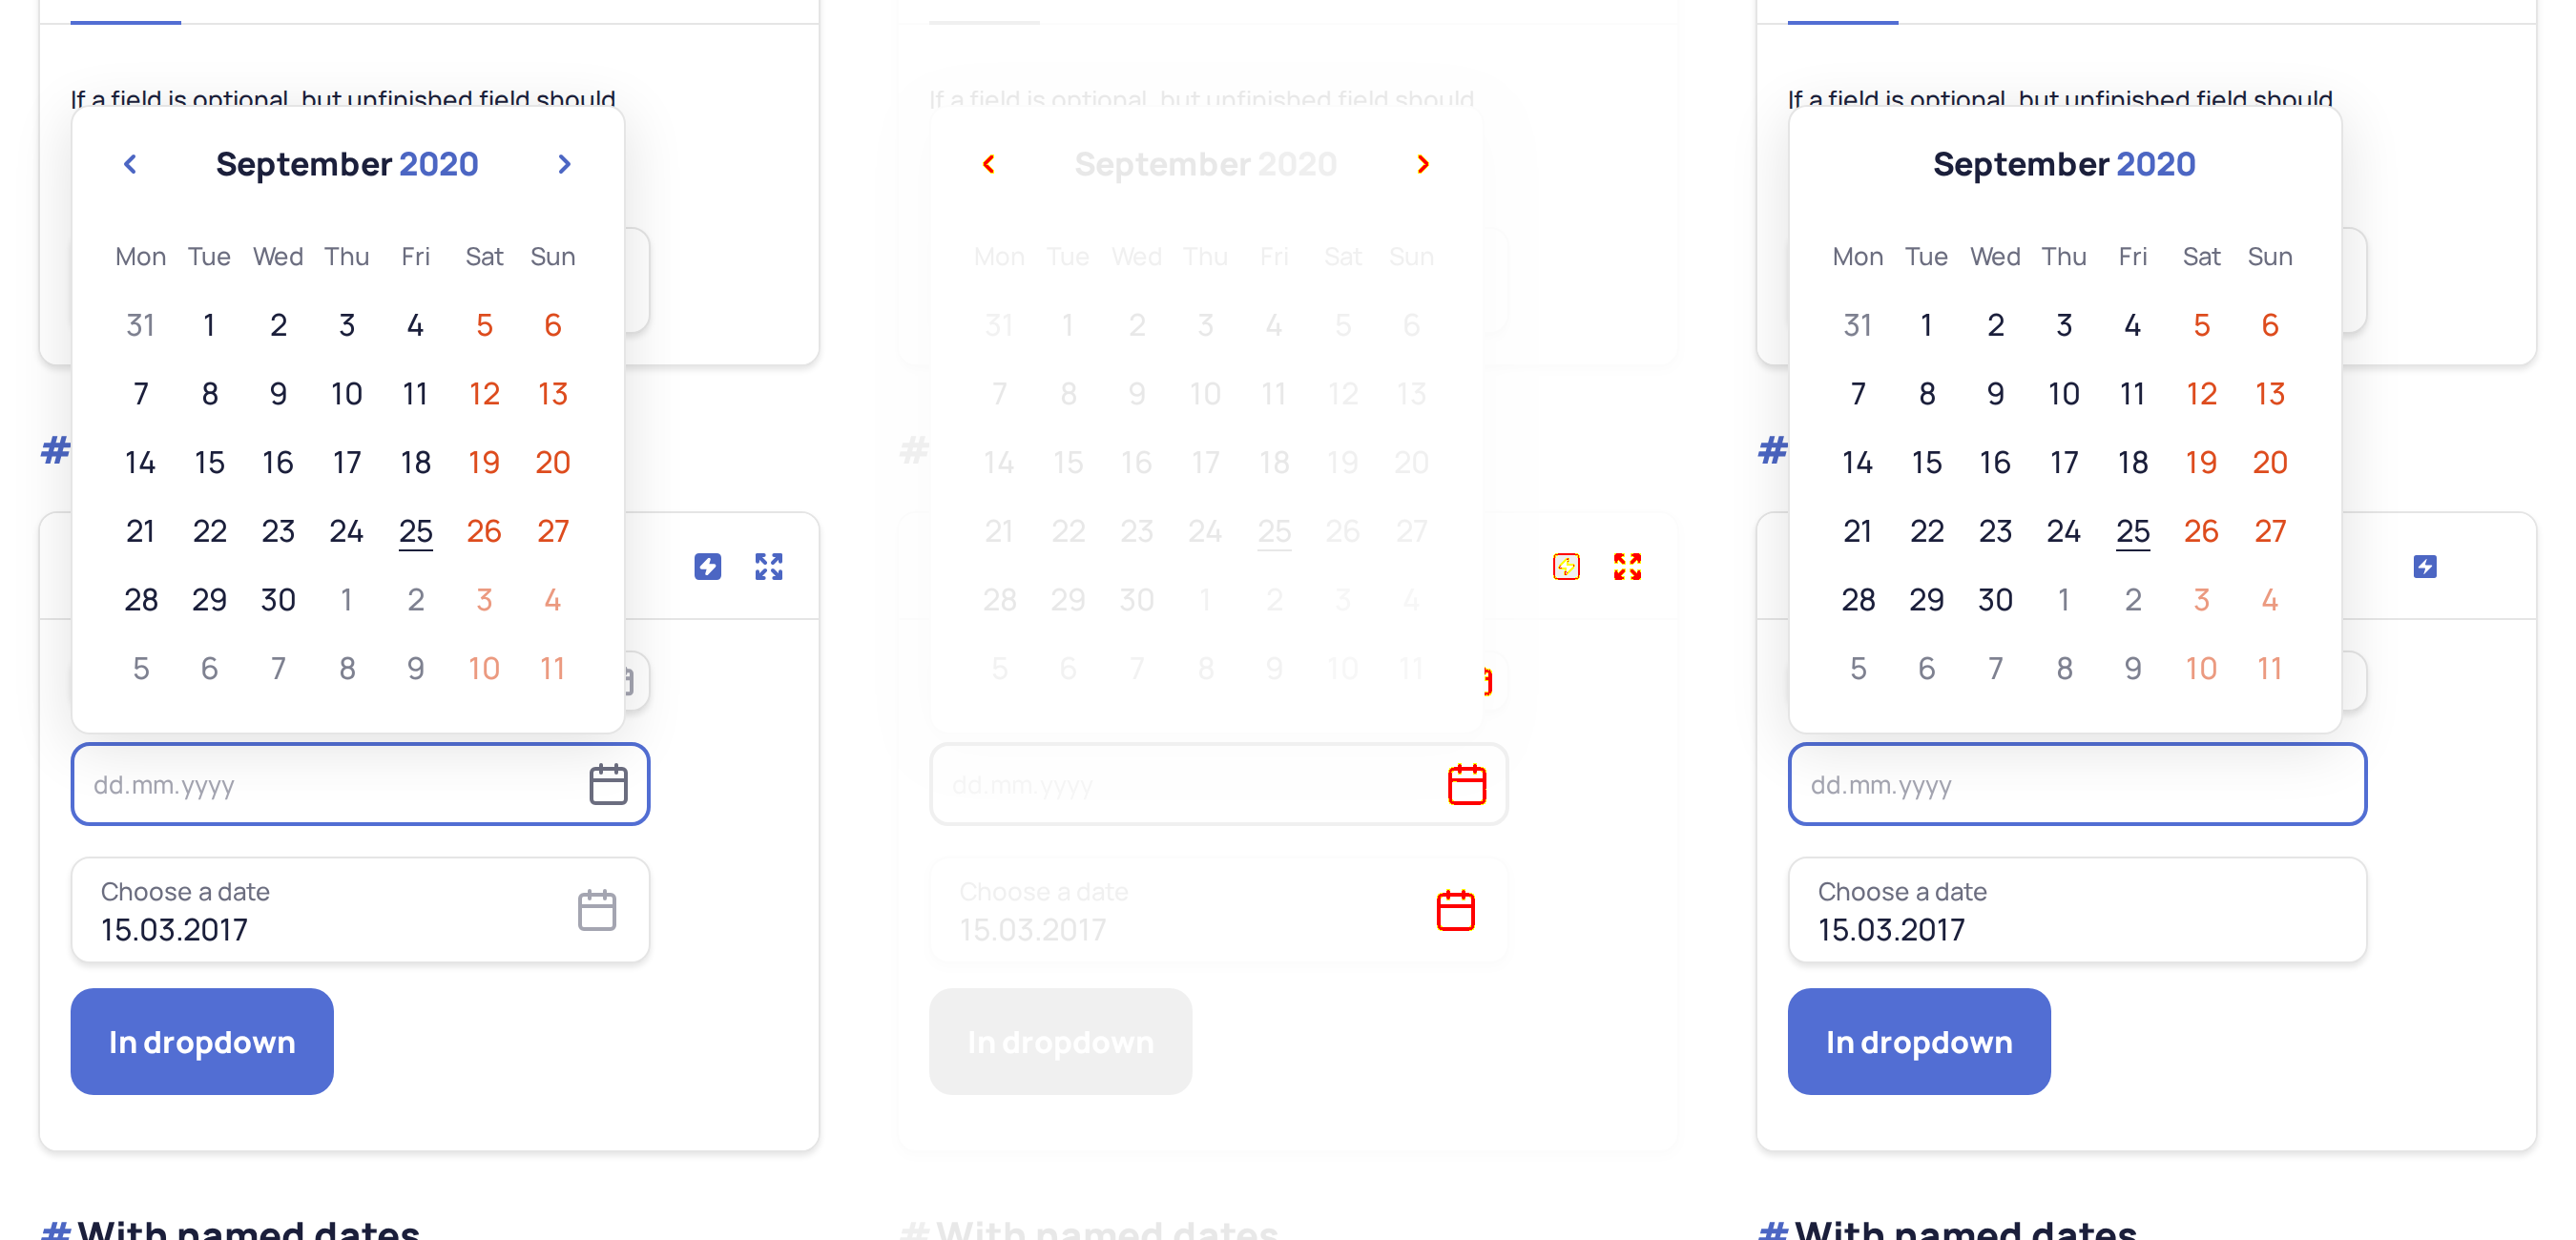 If a field is optional, but unfinished field should
September 2020
Mon Tue Wed Thu Fri Sat Sun
31 1 2 3 4 5 6
7 8 9 10 11 12 13
#
14 15 16 17 18 19 20
21 22 23 24 25 26 27
28 29 30 1 2 3 4
5 6 7 8 9 10 11
dd.mm.yyyy
Choose a date
15.03.2017
In dropdown
# With named dates
If a field is optional, but unfinished field should
September 2020
Mon Tue Wed Thu Fri Sat Sun
31 1 2 3 4 5 6
7 8 9 10 11 12 13
#
14 15 16 17 18 19 20
21 22 23 24 25 26 27
28 29 30 1 2 3 4
5 6 7 8 9 10 11
dd.mm.yyyy
Choose a date
15.03.2017
In dropdown
# With named dates
If a field is optional, but unfinished field should
September 2020
Mon Tue Wed Thu Fri Sat Sun
31 1 2 3 4 5 6
7 8 9 10 11 12 13
#
14 15 16 17 18 19 20
21 22 23 24 25 26 27
28 29 30 1 2 3 4
5 6 7 8 9 10 11
dd.mm.yyyy
Choose a date
15.03.2017
In dropdown
# With named dates